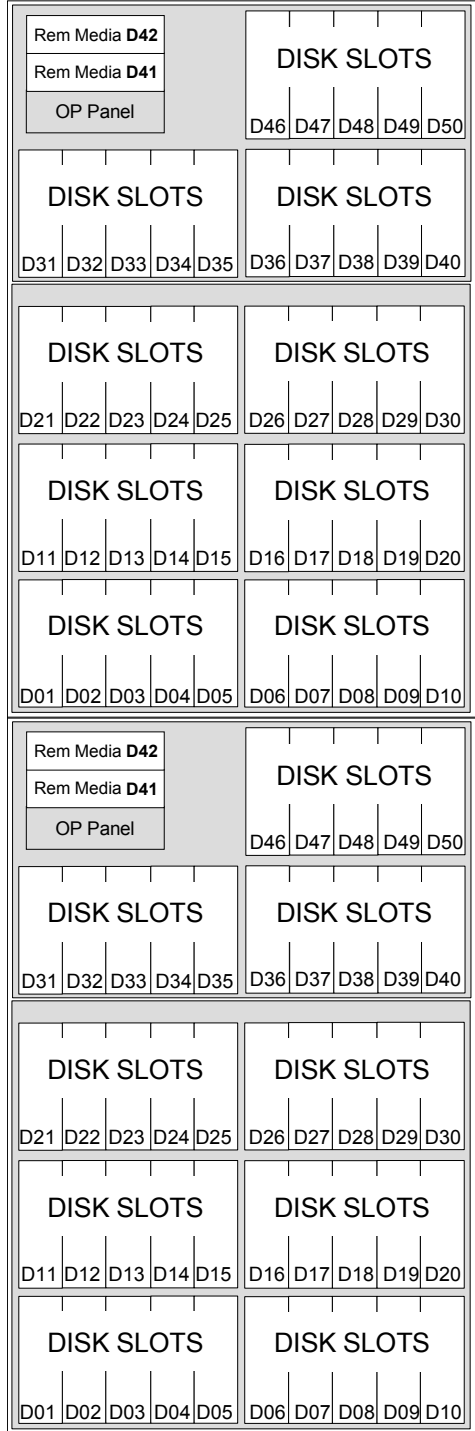 Rem Media D42
Rem Media D41
OP Panel
DISK SLOTS
D46 D47 D48 D49 D50
DISK SLOTS DISK SLOTS
D31 D32 D33 D34 D35 D36 D37 D38 D39 D40
DISK SLOTS DISK SLOTS
D21 D22 D23 D24 D25 D26 D27 D28 D29 D30
DISK SLOTS DISK SLOTS
D11 D12 D13 D14 D15 D16 D17 D18 D19 D20
DISK SLOTS DISK SLOTS
D01 D02 D03 D04 D05 D06 D07 D08 D09 D10
Rem Media D42
Rem Media D41
OP Panel
DISK SLOTS
D46 D47 D48 D49 D50
DISK SLOTS DISK SLOTS
D31 D32 D33 D34 D35 D36 D37 D38 D39 D40
DISK SLOTS DISK SLOTS
D21 D22 D23 D24 D25 D26 D27 D28 D29 D30
DISK SLOTS DISK SLOTS
D11 D12 D13 D14 D15 D16 D17 D18 D19 D20
DISK SLOTS DISK SLOTS
D01 D02 D03 D04 D05 D06 D07 D08 D09 D10